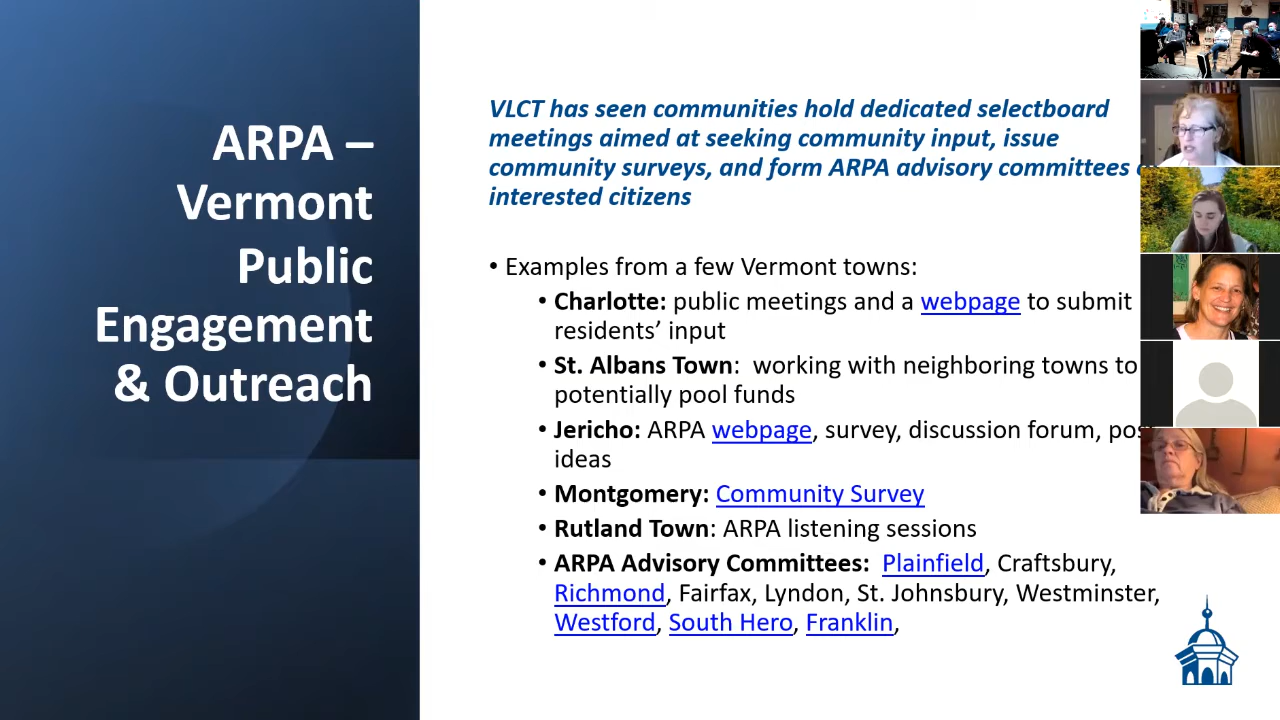 ARPA –
Vermont
Public
Engagement
& Outreach
VLCT has seen communities hold dedicated selectboard
meetings aimed at seeking community input, issue
community surveys, and form ARPA advisory committees
interested citizens
• Examples from a few Vermont towns:
• Charlotte: public meetings and a webpage to submit
residents’ input
• St. Albans Town: working with neighboring towns to
potentially pool funds
• Jericho: ARPA webpage, survey, discussion forum,
ideas
• Montgomery: Community Survey
• Rutland Town: ARPA listening sessions
• ARPA Advisory Committees: Plainfield, Craftsbury,
Richmond, Fairfax, Lyndon, St. Johnsbury, Westminster,
Westford, South Hero, Franklin,